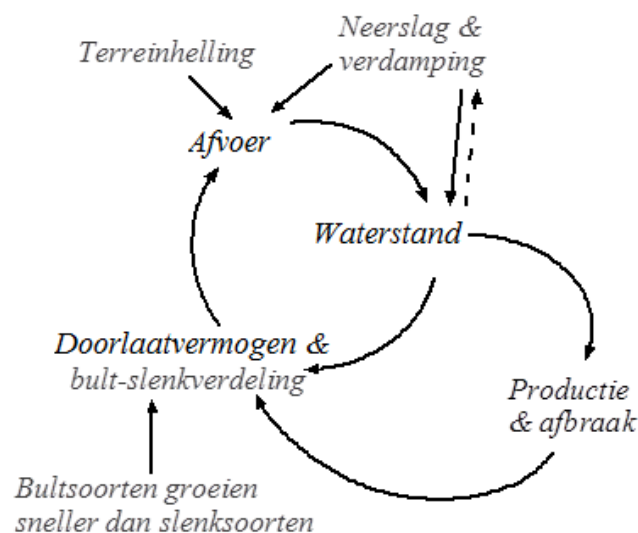 Neerslag &
verdamping
Terreinhelling
Afvoer
Waterstand
Doorlaatvermogen &
bult-slenkverdeling
Productie
& afbraak
Bultsoorten groeien
sneller dan slenksoorten